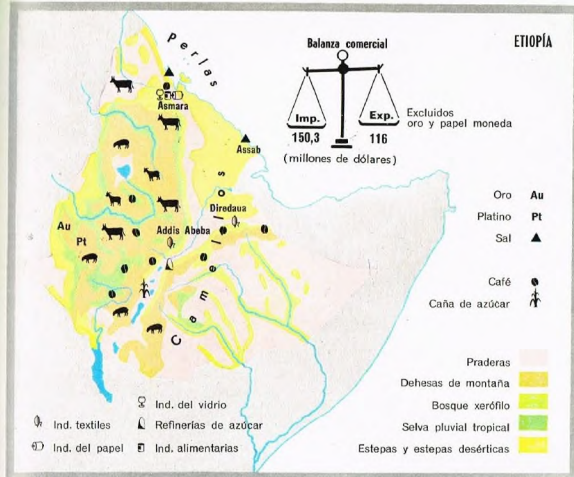 ETIOPÍA
Balanza comercial
Imp.
Exp.
150,3
116
(millones de dólares)
Excluidos
oro y papel moneda
Perlas
Asmara
Assab
Camellos
Diredaua
Addis Abeba
Au
Pt
Oro Au
Platino Pt
Sal
Café
Caña de azúcar
Praderas
Dehesas de montaña
Bosque xerófilo
Selva pluvial tropical
Estepas y estepas desérticas
Ind. del vidrio
Ind. textiles
Refinerías de azúcar
Ind. del papel
Ind. alimentarias